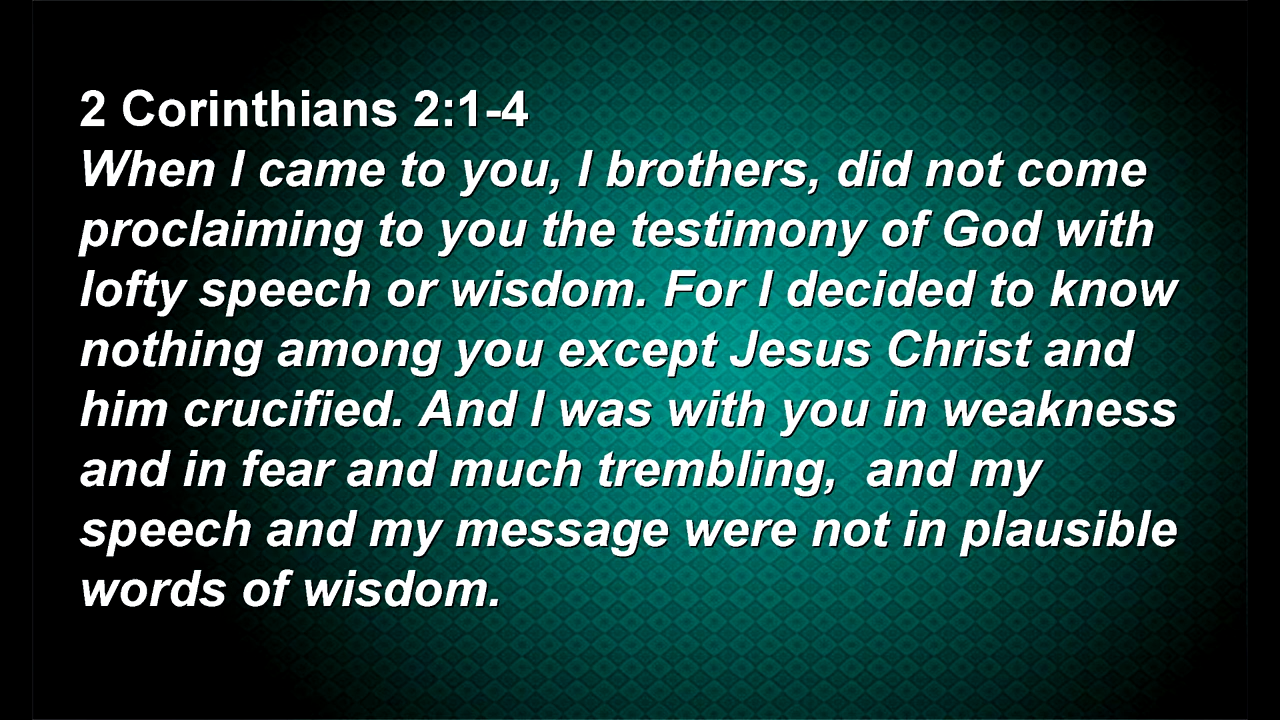 2 Corinthians 2:1-4
When I came to you, I brothers, did not come
proclaiming to you the testimony of God with
lofty speech or wisdom. For I decided to know
nothing among you except Jesus Christ and
him crucified. And I was with you in weakness
and in fear and much trembling,  and my
speech and my message were not in plausible
words of wisdom.